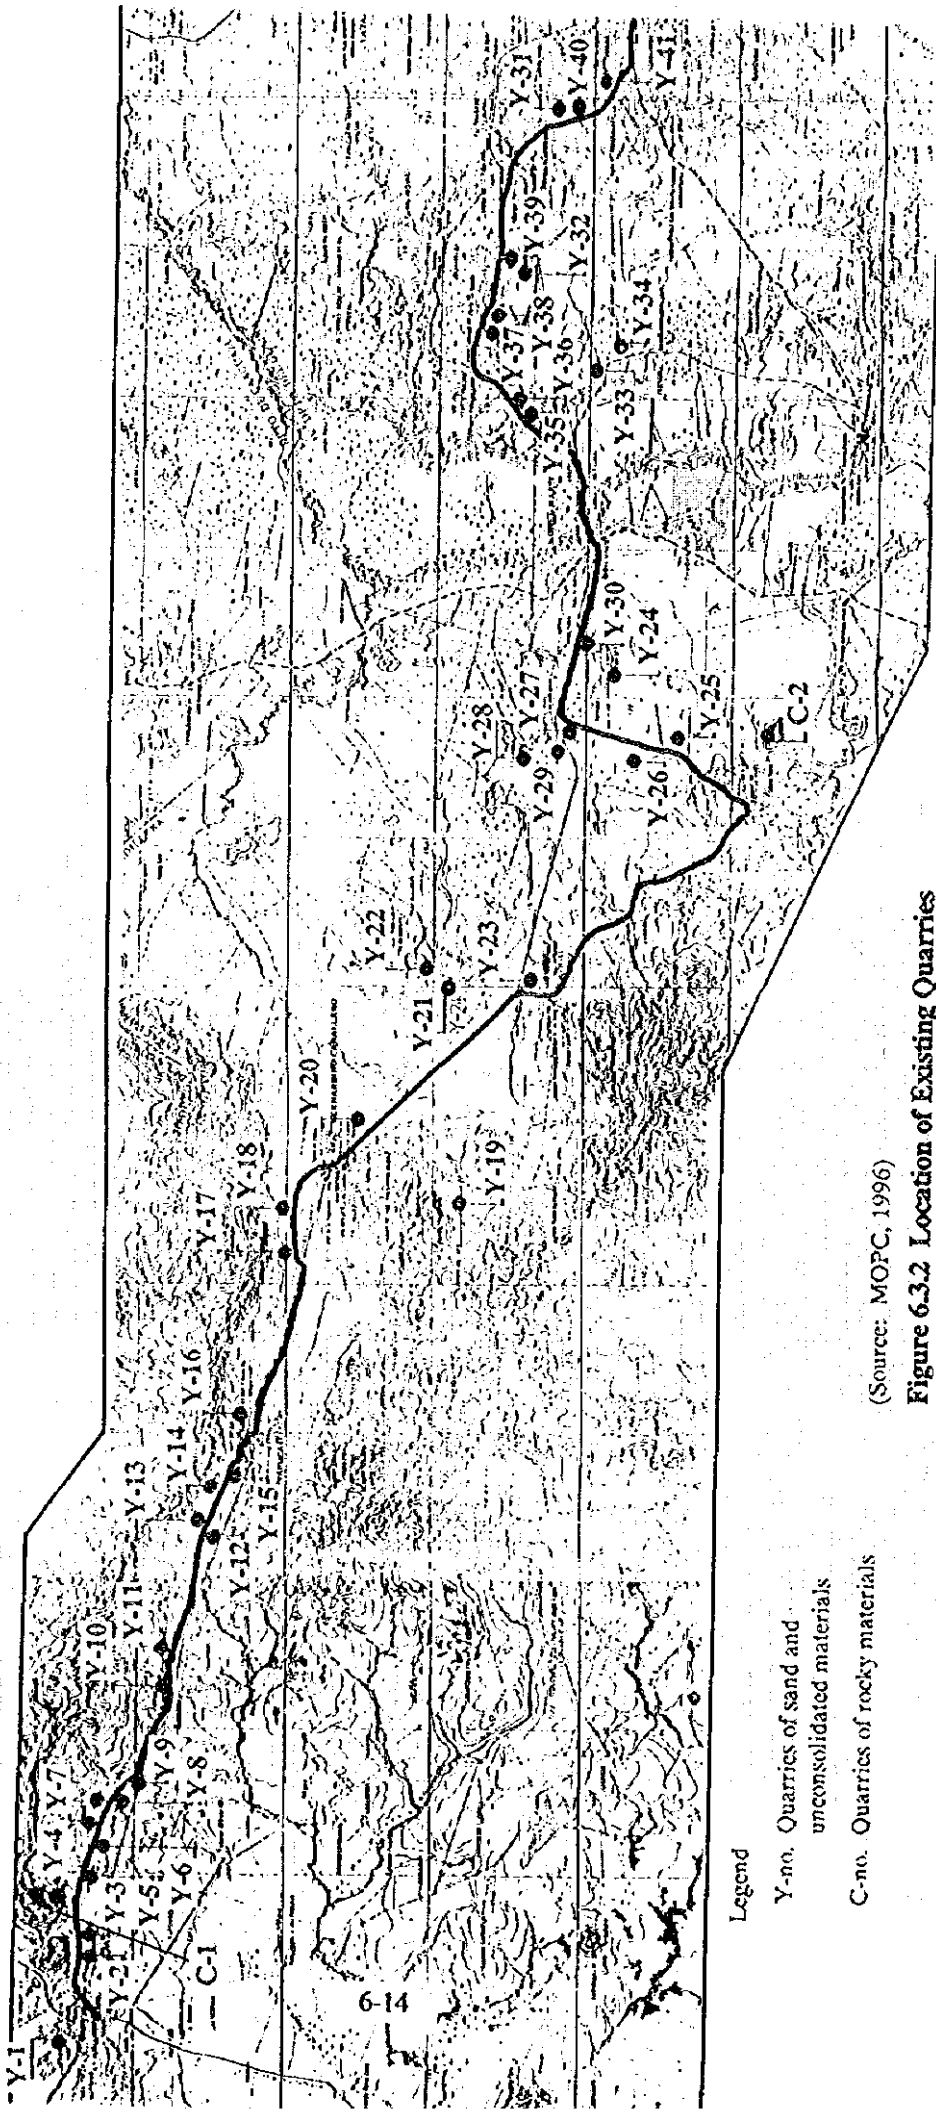 Y-1
Y-2
Y-3
Y-4
Y-5
Y-6
Y-7
Y-8
Y-9
Y-10
Y-11
Y-12
Y-13
Y-14
Y-15
Y-16
Y-17
Y-18
Y-19
Y-20
Y-21
Y-22
Y-23
Y-24
Y-25
Y-26
Y-27
Y-28
Y-29
Y-30
Y-31
Y-32
Y-33
Y-34
Y-35
Y-36
Y-37
Y-38
Y-39
Y-40
Y-41
C-1
C-2
6-14
Legend
Y-no. Quarries of sand and
unconsolidated materials
C-no. Quarries of rocky materials
(Source: MOPC, 1996)
Figure 6.3.2 Location of Existing Quarries